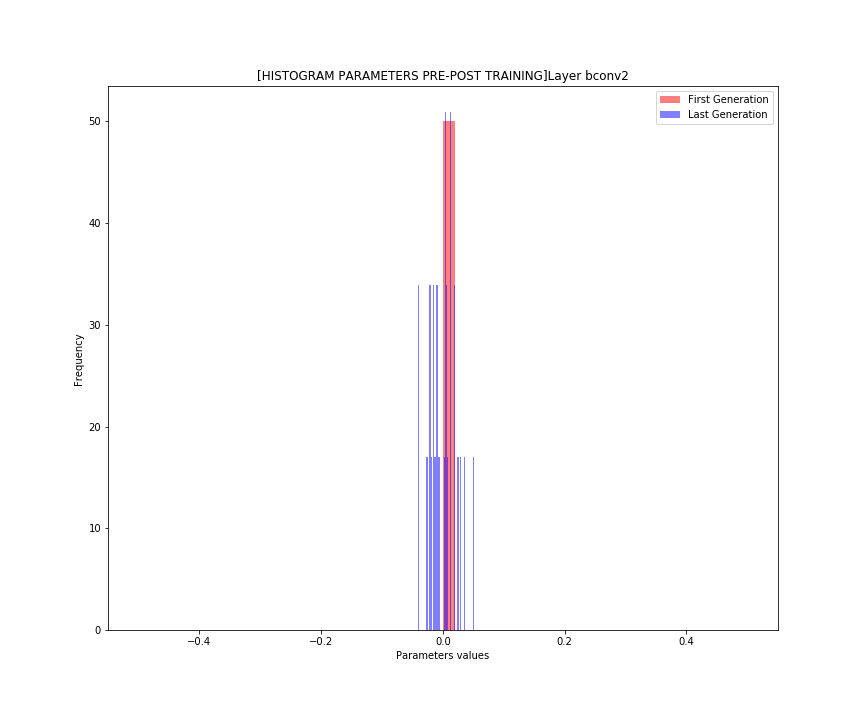 [HISTOGRAM PARAMETERS PRE-POST TRAINING]Layer bconv2
First Generation
Last Generation
50
40
30
20
10
0
Frequency
−0.4
−0.2
0.0
0.2
0.4
Parameters values